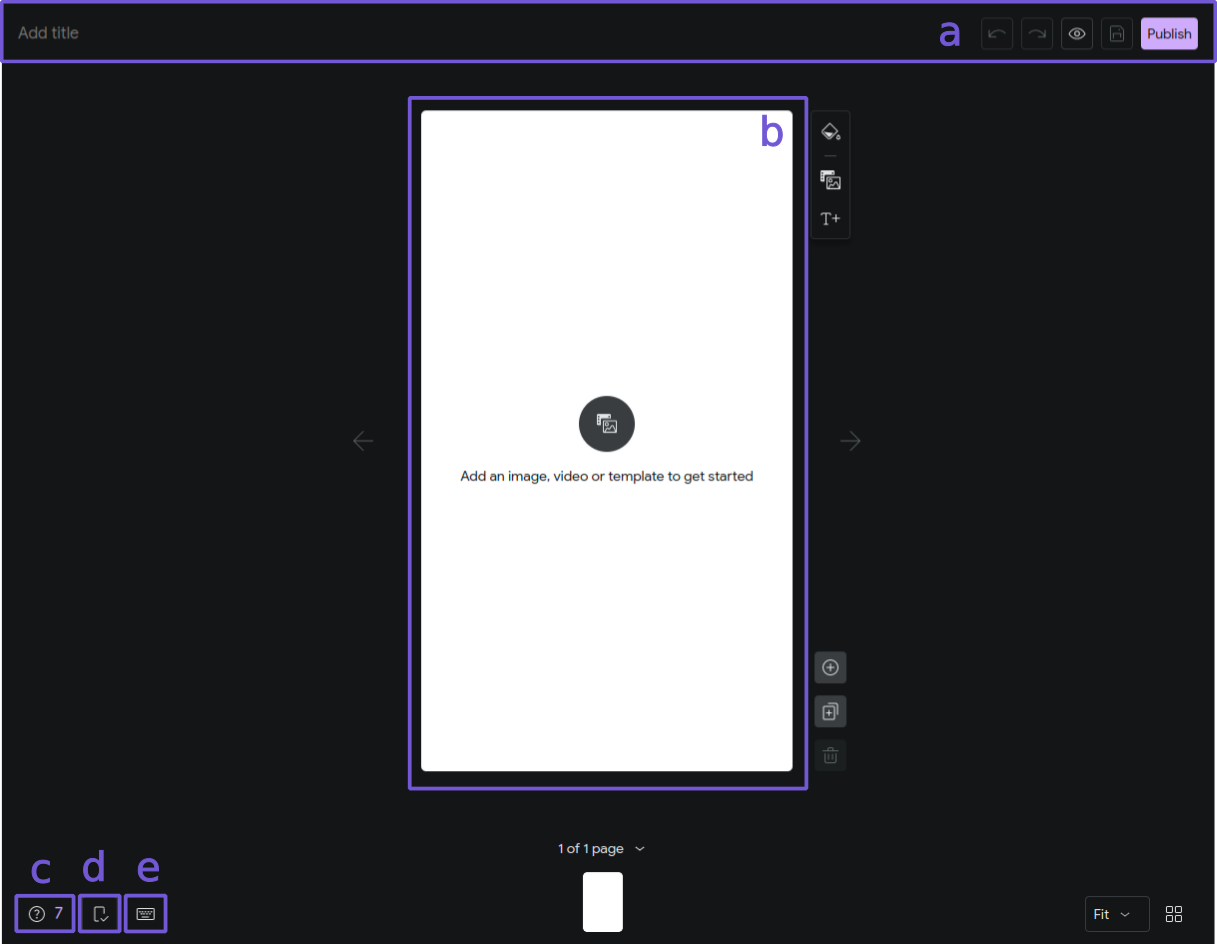 Add title
a
Publish
b
T+
Add an image, video or template to get started
1 of 1 page
c
d
e
? 7
Fit